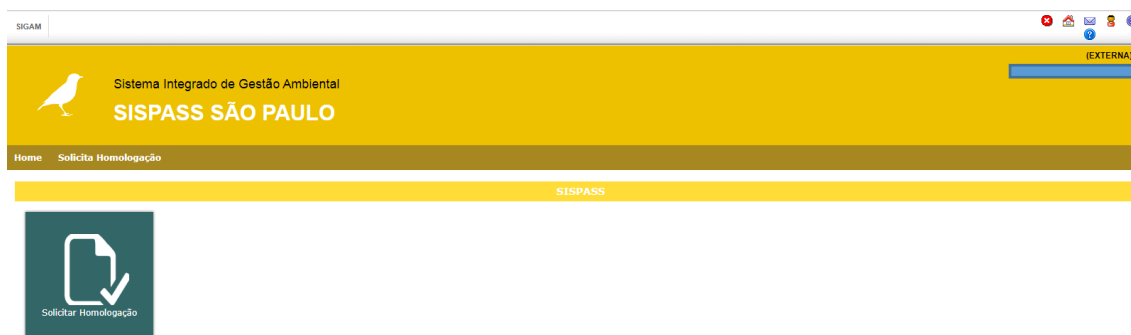 SIGAM
(EXTERNA)
Sistema Integrado de Gestão Ambiental
SISPASS SÃO PAULO
Home Solicita Homologação
SISPASS
Solicitar Homologação